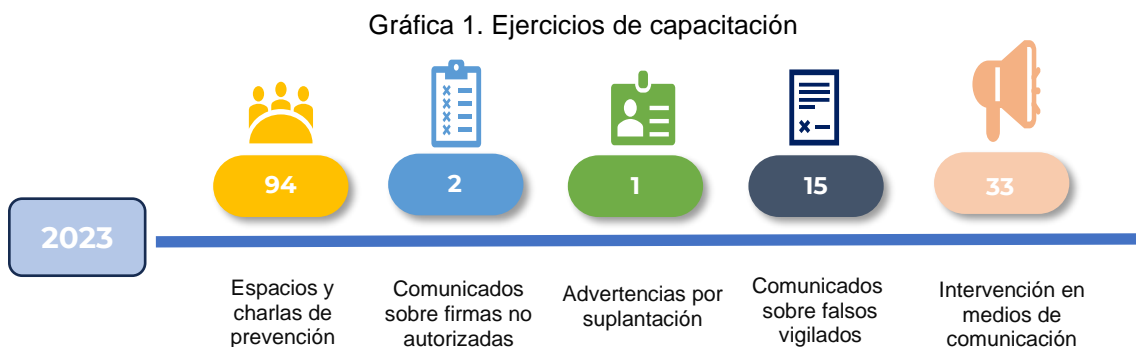 Gráfica 1. Ejercicios de capacitación
94
2
1
15
33
2023
Espacios y
charlas de
prevención
Comunicados
sobre firmas no
autorizadas
Advertencias por
suplantación
Comunicados
sobre falsos
vigilados
Intervención en
medios de
comunicación